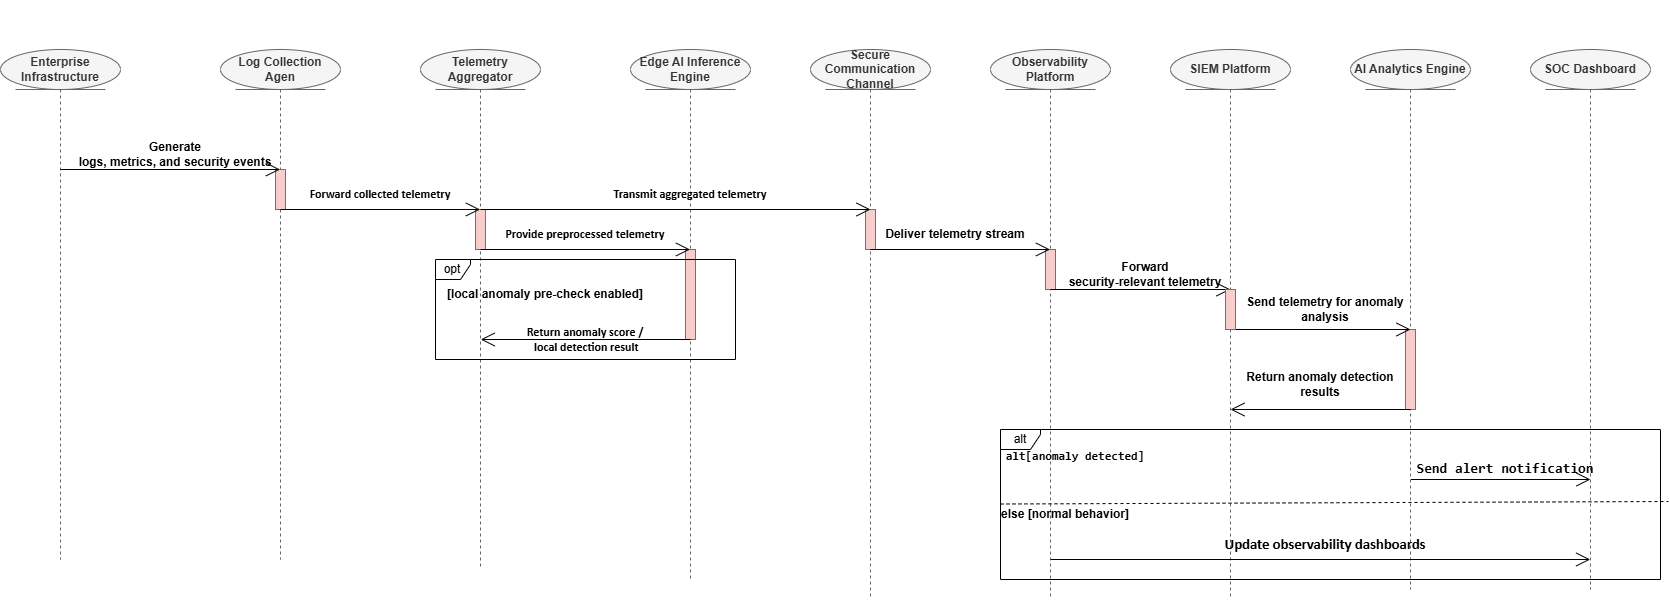 Enterprise
Infrastructure
Log Collection
Agen
Telemetry
Aggregator
Edge AI Inference
Engine
Secure
Communication
Channel
Observability
Platform
SIEM Platform
AI Analytics Engine
SOC Dashboard
Generate
logs, metrics, and security events
Forward collected telemetry
Transmit aggregated telemetry
Provide preprocessed telemetry
Deliver telemetry stream
opt
[local anomaly pre-check enabled]
Return anomaly score /
local detection result
Forward
security-relevant telemetry
Send telemetry for anomaly
analysis
Return anomaly detection
results
alt
alt[anomaly detected]
Send alert notification
else [normal behavior]
Update observability dashboards